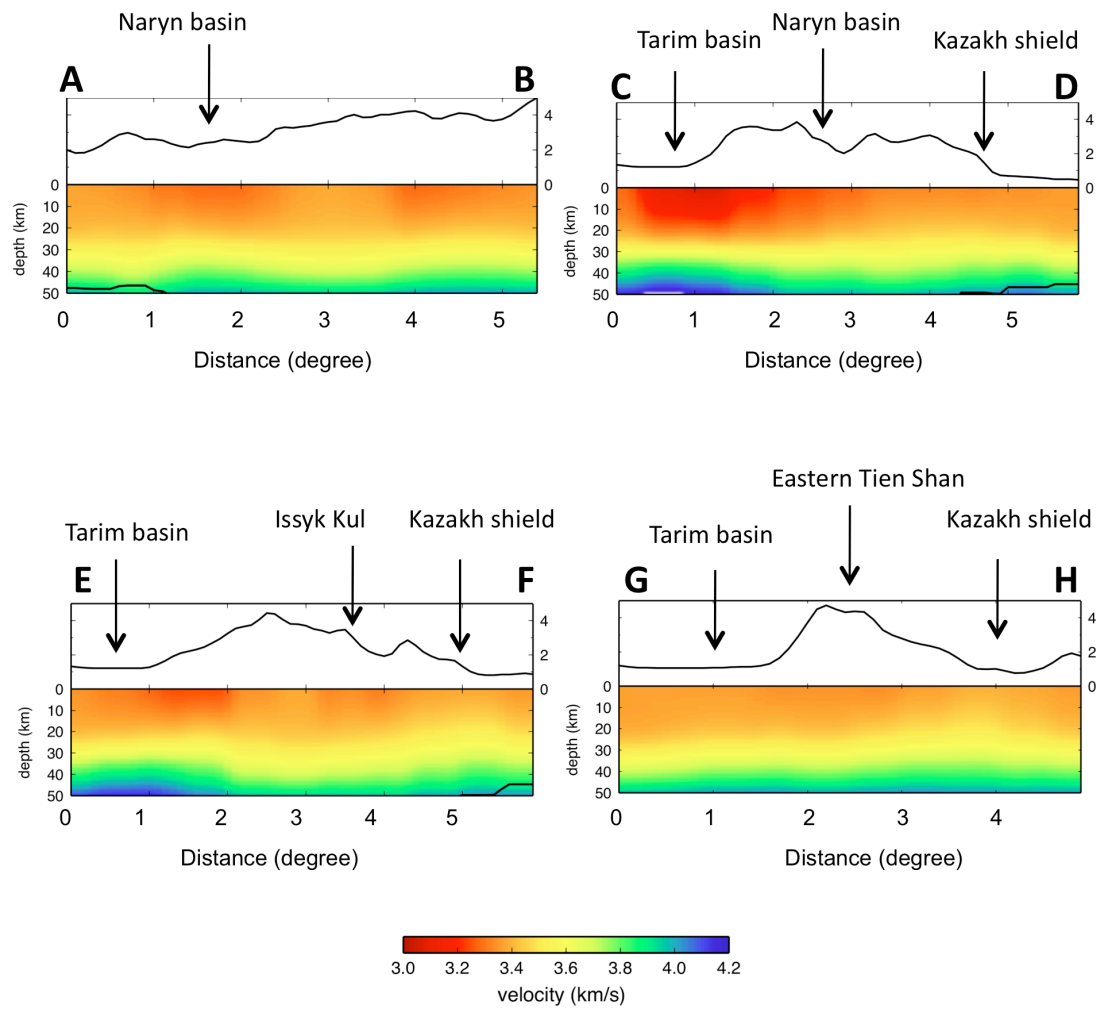 Naryn basin
A
B
4
2
0
0
10
20
30
40
50
depth (km)
0 1 2 3 4 5
Distance (degree)
Naryn basin
Tarim basin
Kazakh shield
C
D
4
2
0
0
10
20
30
40
50
depth (km)
0 1 2 3 4 5
Distance (degree)
Tarim basin
Issyk Kul
Kazakh shield
E
F
4
2
0
0
10
20
30
40
50
depth (km)
0 1 2 3 4 5
Distance (degree)
Eastern Tien Shan
Tarim basin
Kazakh shield
G
H
4
2
0
0
10
20
30
40
50
depth (km)
0 1 2 3 4
Distance (degree)
3.0 3.2 3.4 3.6 3.8 4.0 4.2
velocity (km/s)